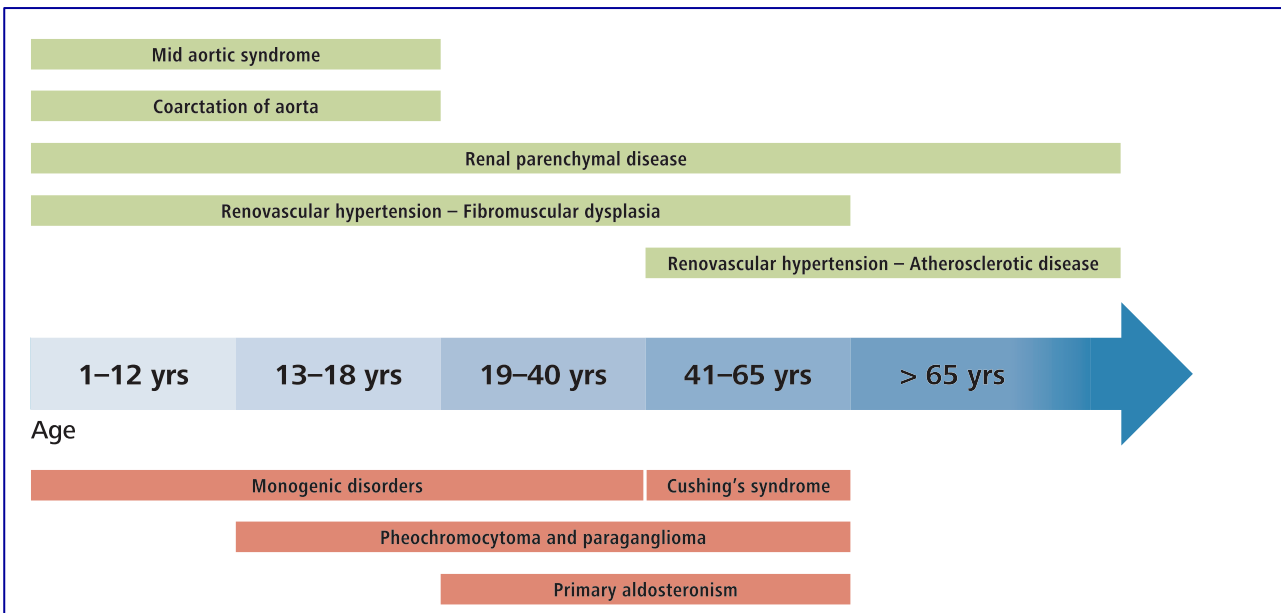 Mid aortic syndrome
Coarctation of aorta
Renal parenchymal disease
Renovascular hypertension – Fibromuscular dysplasia
Renovascular hypertension – Atherosclerotic disease
1–12 yrs
13–18 yrs
19–40 yrs
41–65 yrs
> 65 yrs
Age
Monogenic disorders
Cushing's syndrome
Pheochromocytoma and paraganglioma
Primary aldosteronism